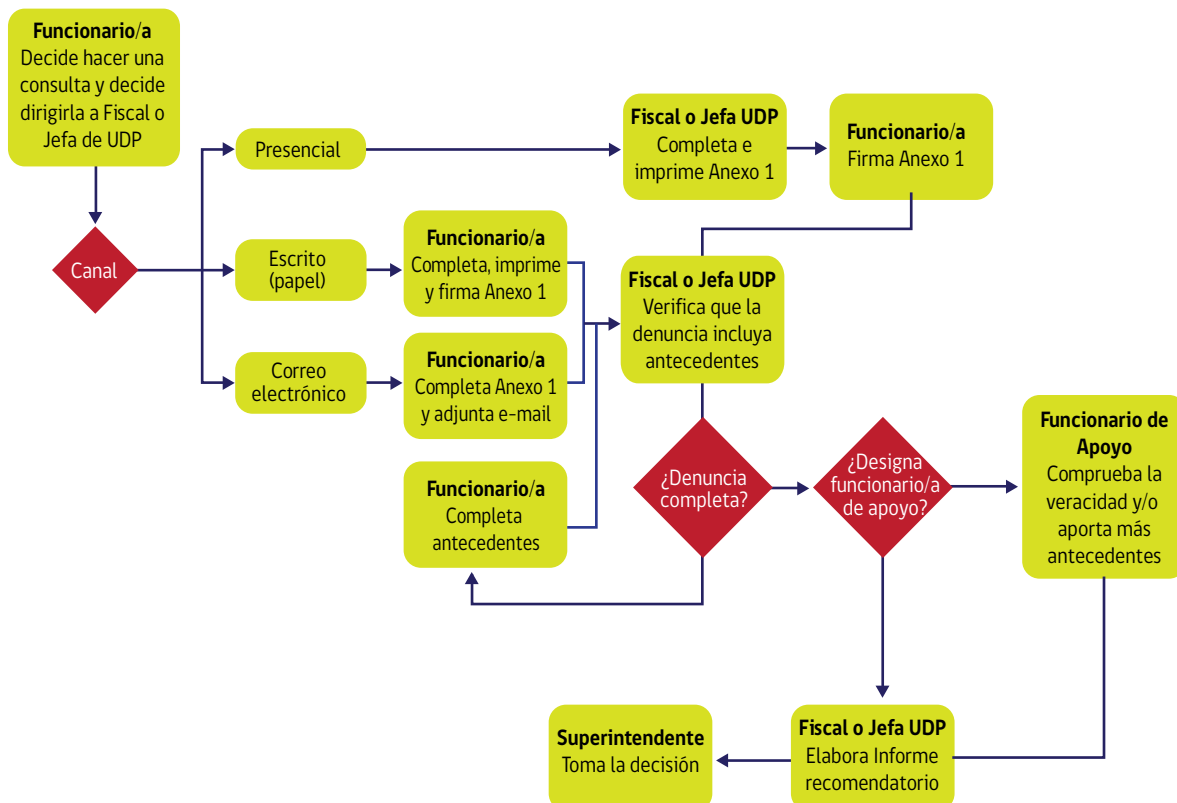 Funcionario/a
Decide hacer una
consulta y decide
dirigirla a Fiscal o
Jefa de UDP
Canal
Presencial
Fiscal o Jefa UDP
Completa e
imprime Anexo 1
Funcionario/a
Firma Anexo 1
Escrito
(papel)
Funcionario/a
Completa, imprime
y firma Anexo 1
Correo
electrónico
Funcionario/a
Completa Anexo 1
y adjunta e-mail
Funcionario/a
Completa
antecedentes
Fiscal o Jefa UDP
Verifica que la
denuncia incluya
antecedentes
¿Denuncia
completa?
¿Designa
funcionario/a
de apoyo?
Funcionario de
Apoyo
Comprueba la
veracidad y/o
aporta más
antecedentes
Fiscal o Jefa UDP
Elabora Informe
recomendatorio
Superintendente
Toma la decisión